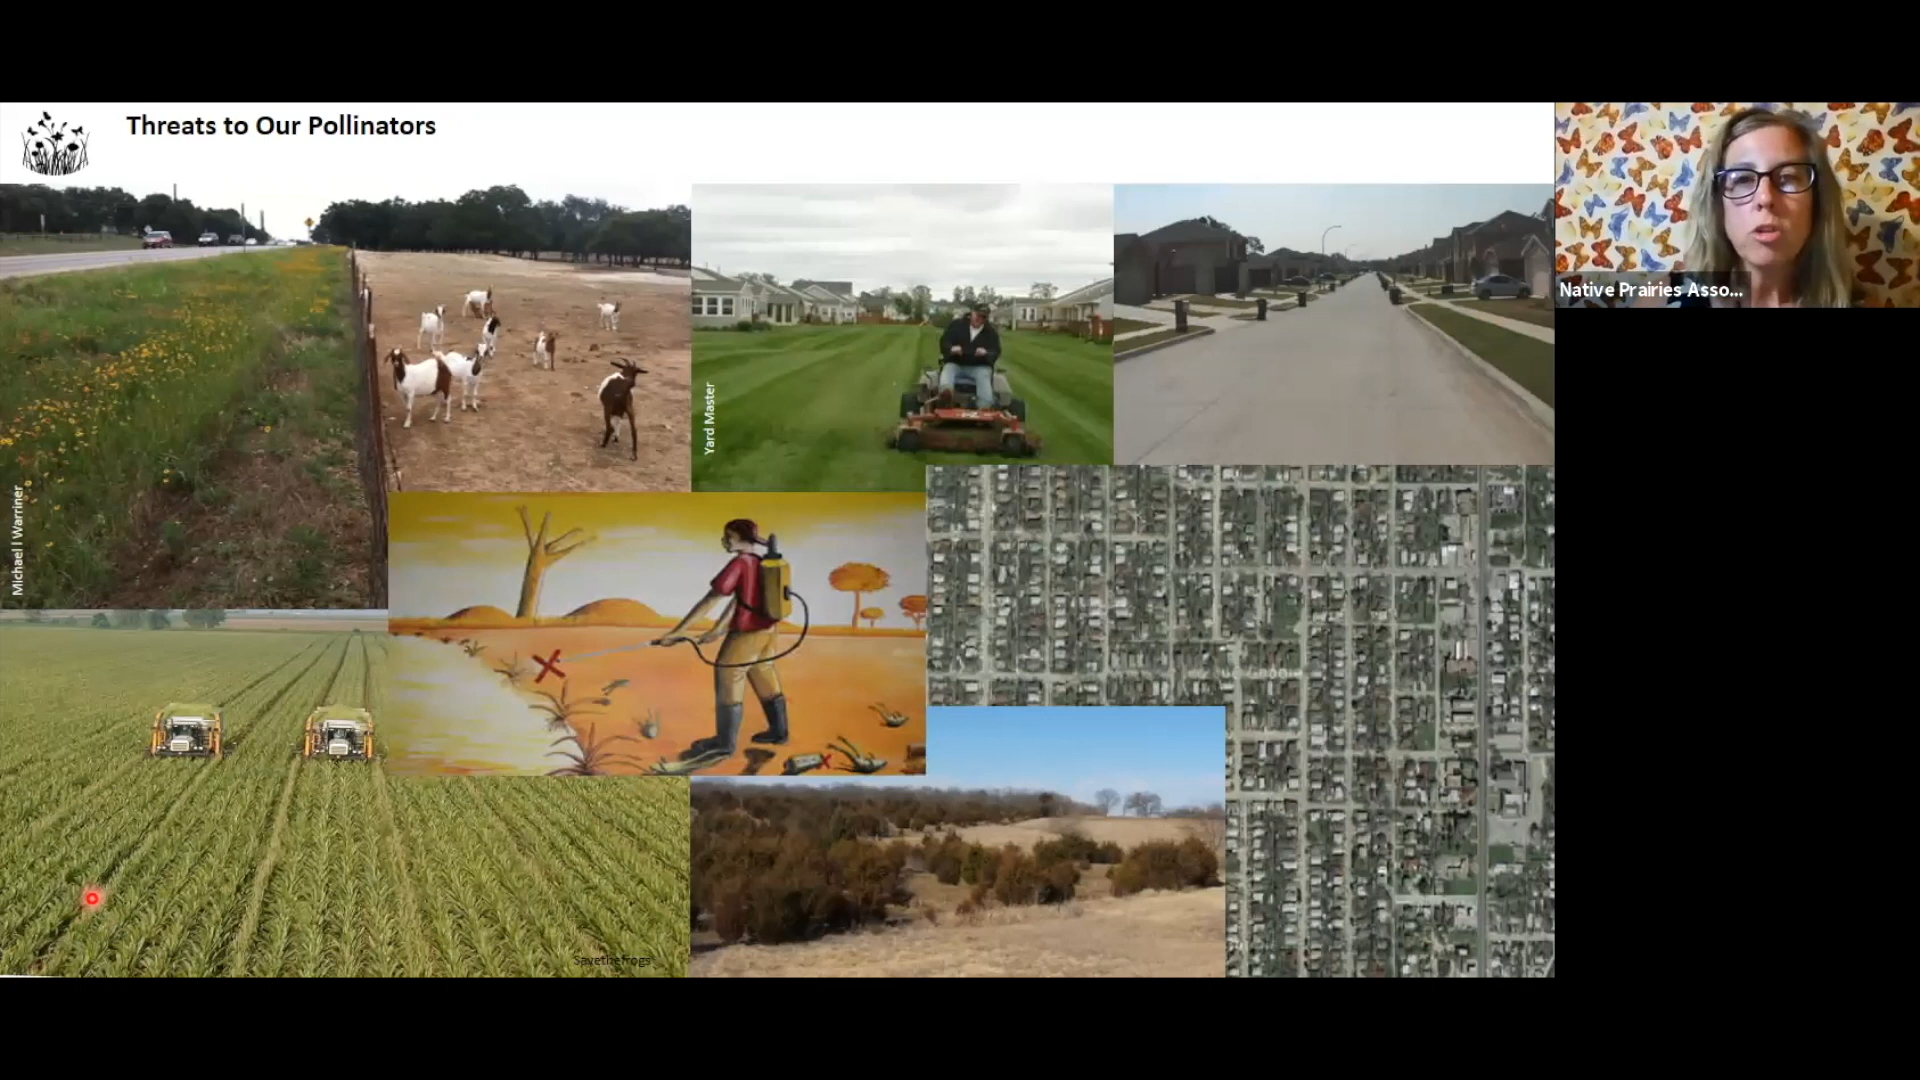 Threats to Our Pollinators
Native Prairies Asso...
Yard Master
Michael l Warriner
Savethefrogs